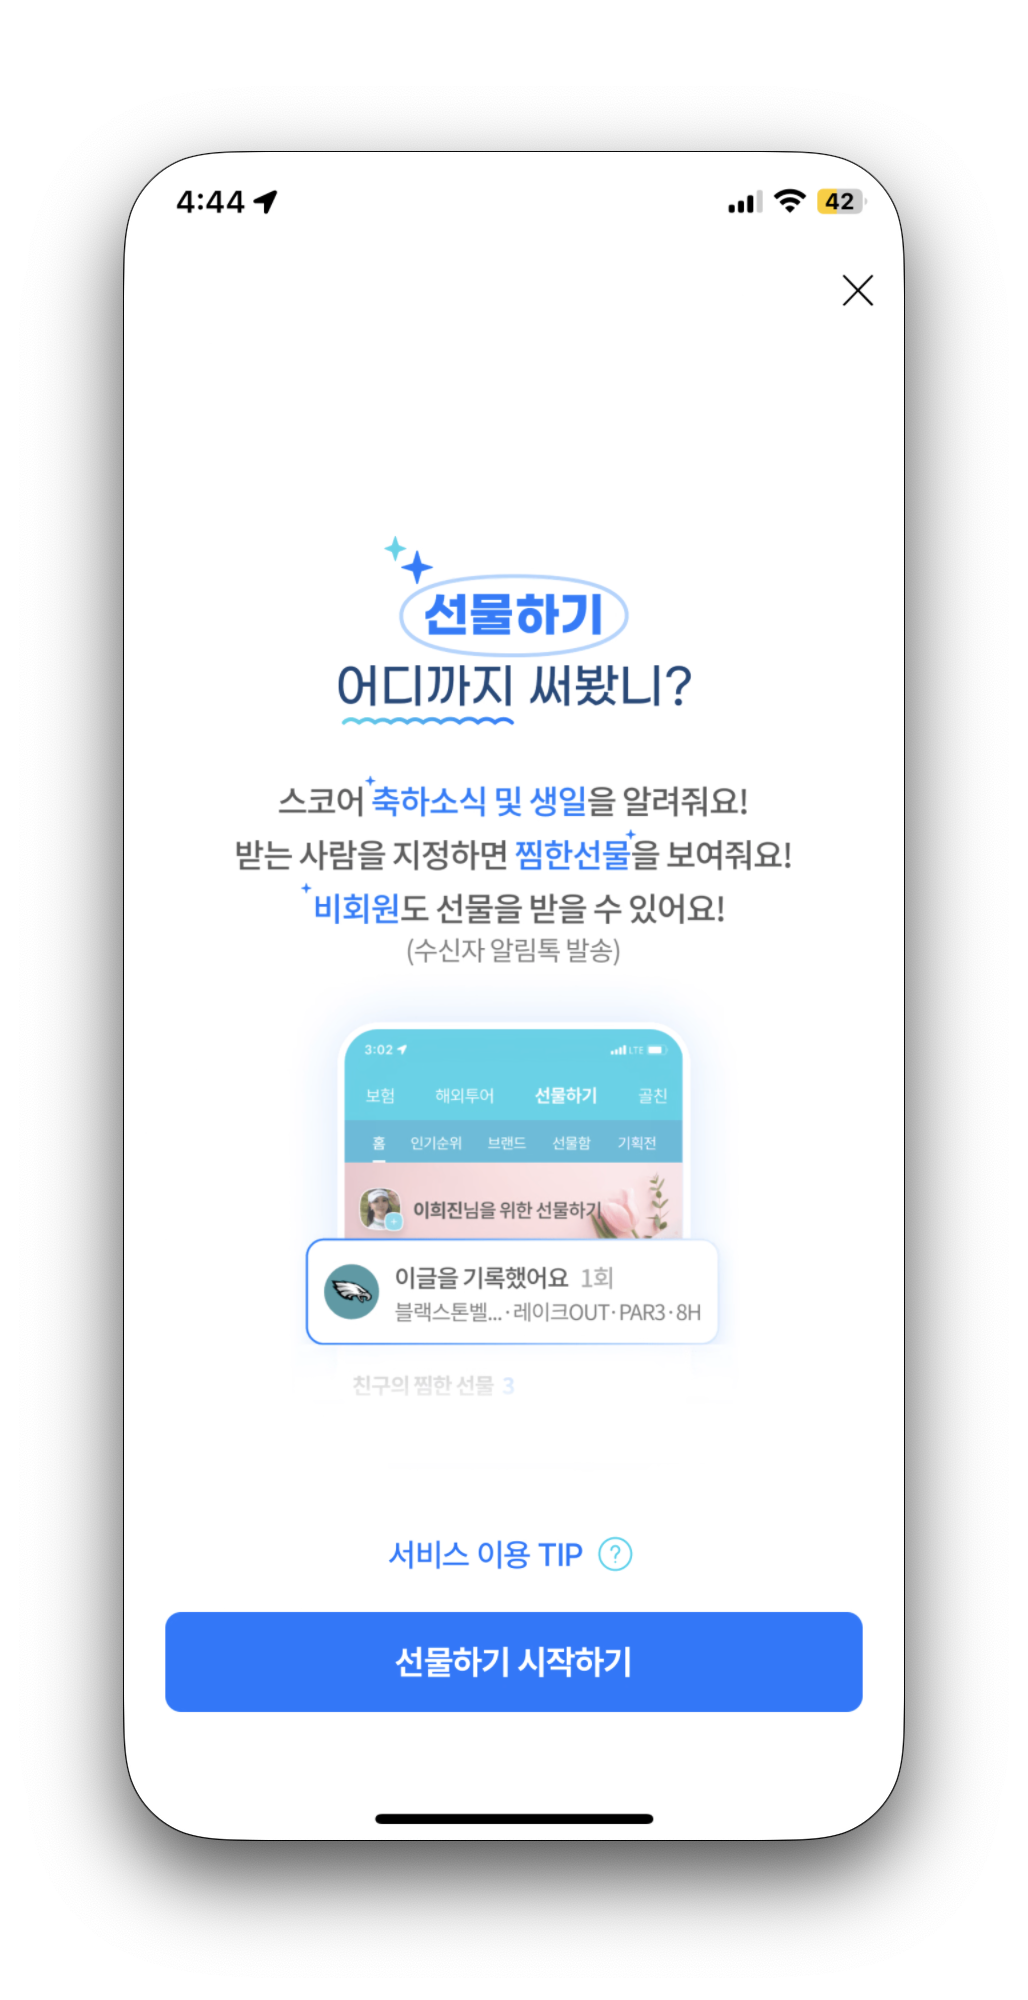 4:44
42
선물하기
어디까지 써봤니?
스코어 축하소식 및 생일을 알려줘요!
받는 사람을 지정하면 찜한선물을 보여줘요!
비회원도 선물을 받을 수 있어요!
(수신자 알림톡 발송)
3:02 LTE
보험 해외투어 선물하기 골친
홈 인기순위 브랜드 선물함 기획전
이희진님을 위한 선물하기
이글을 기록했어요 1회
블랙스톤벨...·레이크OUT·PAR3·8H
친구의 찜한 선물 3
서비스 이용 TIP ?
선물하기 시작하기